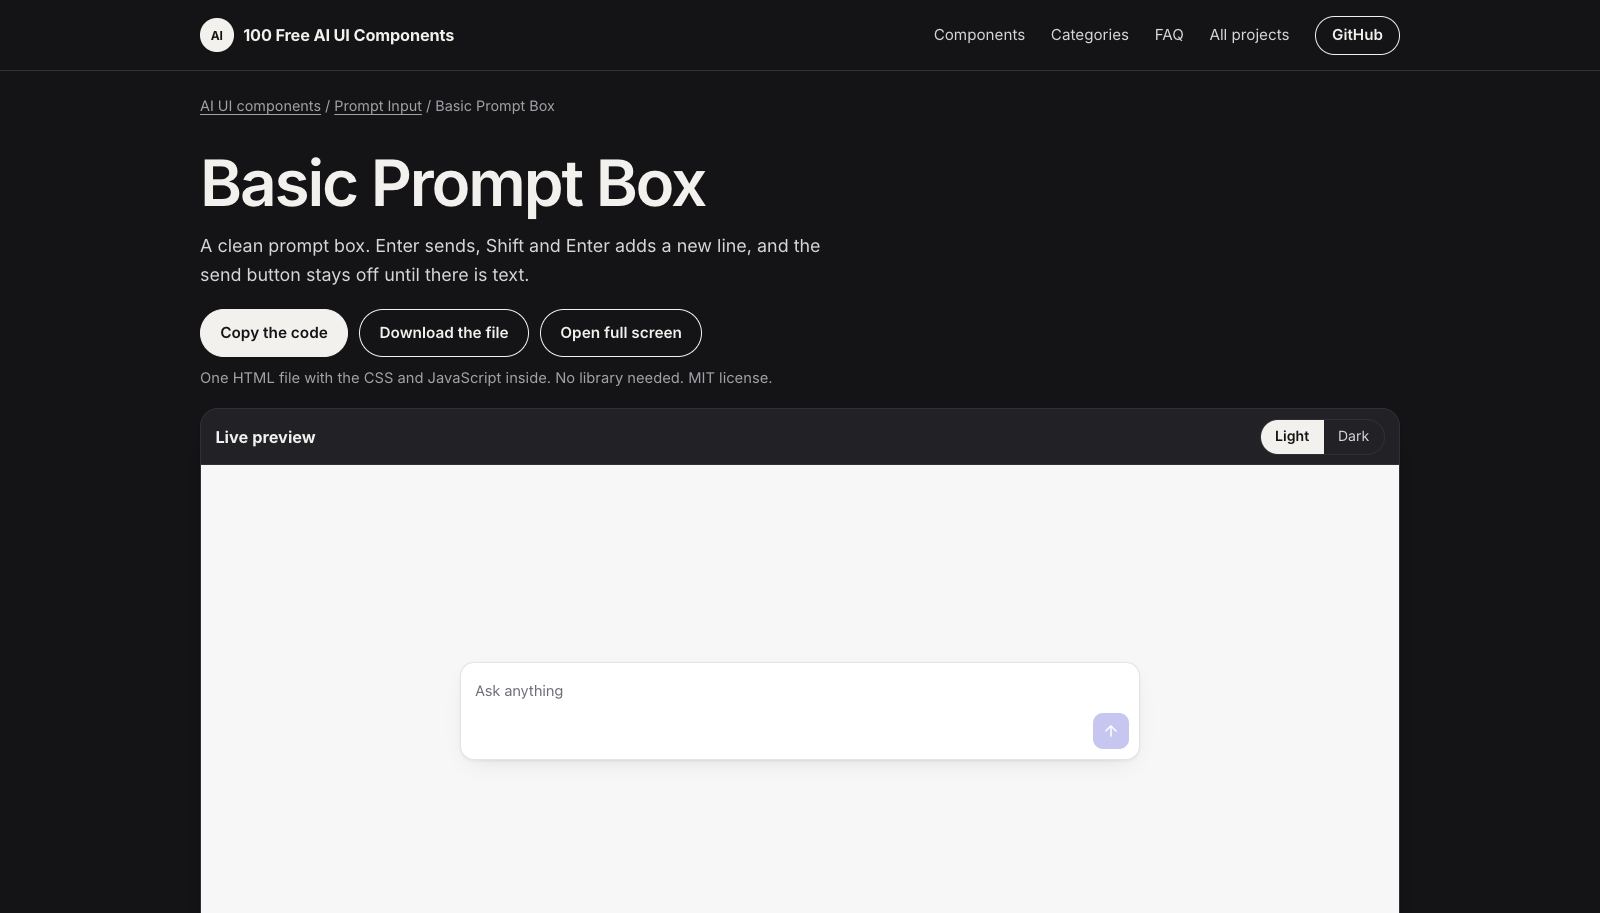 AI 100 Free AI UI Components
Components Categories FAQ All projects GitHub
AI UI components / Prompt Input / Basic Prompt Box
Basic Prompt Box
A clean prompt box. Enter sends, Shift and Enter adds a new line, and the
send button stays off until there is text.
Copy the code Download the file Open full screen
One HTML file with the CSS and JavaScript inside. No library needed. MIT license.
Live preview Light Dark
Ask anything